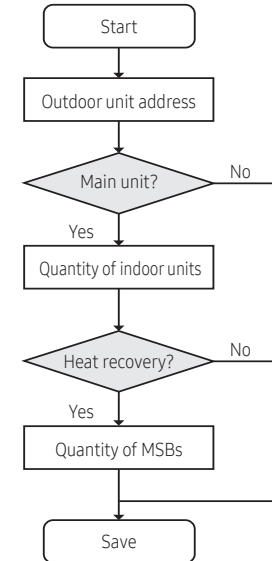 Start
Outdoor unit address
Main unit?
No
Yes
Quantity of indoor units
Heat recovery?
No
Yes
Quantity of MSBs
Save